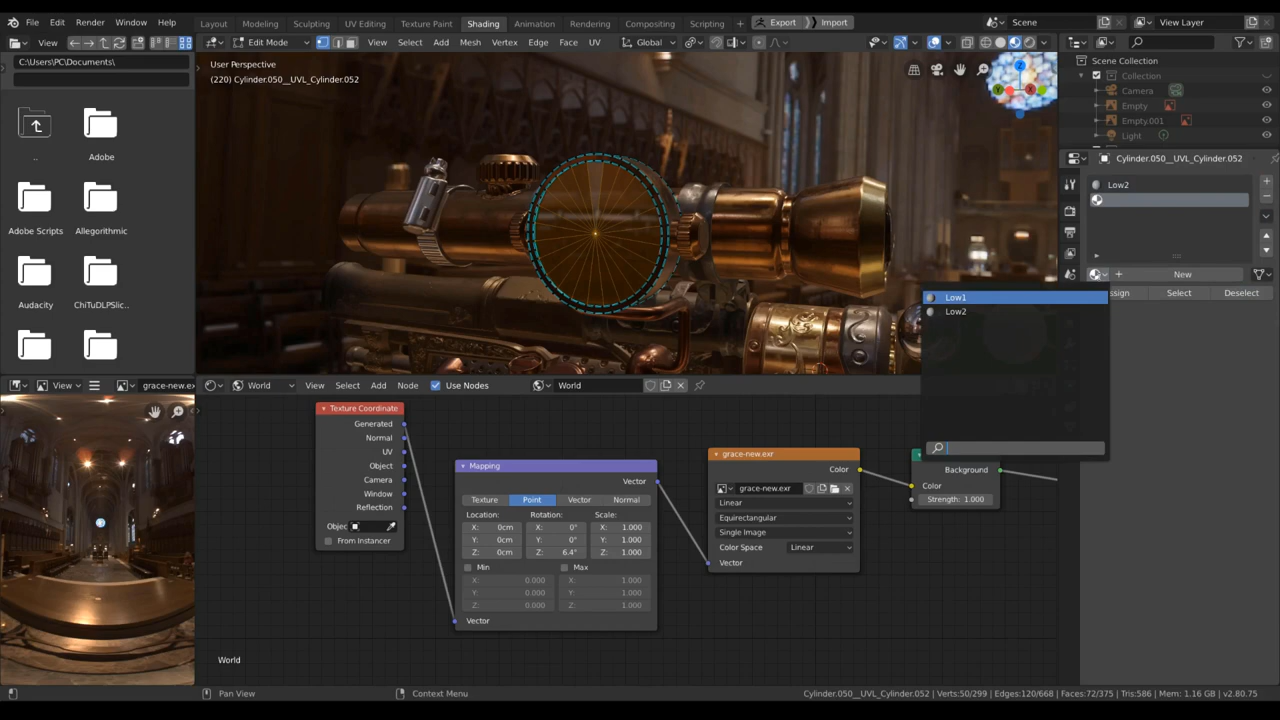 File Edit Render Window Help
Layout Modeling Sculpting UV Editing Texture Paint Shading Animation Rendering Compositing Scripting + Export Import
Scene
View Layer
View
Edit Mode View Select Add Mesh Vertex Edge Face UV Global
C:\Users\PC\Documents\
..
Adobe
Adobe Scripts
Allegorithmic
Audacity
ChiTuDLPSlic..
User Perspective
(220) Cylinder.050__UVL_Cylinder.052
Z
Y
X
Scene Collection
Collection
Camera
Empty
Empty.001
Light
Cylinder.050__UVL_Cylinder.052
Low2
New
ssign Select Deselect
Low1
Low2
View grace-new.ex
World View Select Add Node Use Nodes World
Texture Coordinate
Generated
Normal
UV
Object
Camera
Window
Reflection
Objec
From Instancer
Mapping
Vector
Texture Point Vector Normal
Location: Rotation: Scale:
X: 0cm X: 0° X: 1.000
Y: 0cm Y: 0° Y: 1.000
Z: 0cm Z: 6.4° Z: 1.000
Min Max
X: 0.000 X: 1.000
Y: 0.000 Y: 1.000
Z: 0.000 Z: 1.000
Vector
grace-new.exr
Color
grace-new.exr
Linear
Equirectangular
Single Image
Color Space Linear
Vector
Background
Color
Strength: 1.000
World
Pan View
Context Menu
Cylinder.050__UVL_Cylinder.052 | Verts:50/299 | Edges:120/668 | Faces:72/375 | Tris:586 | Mem: 1.16 GB | v2.80.75